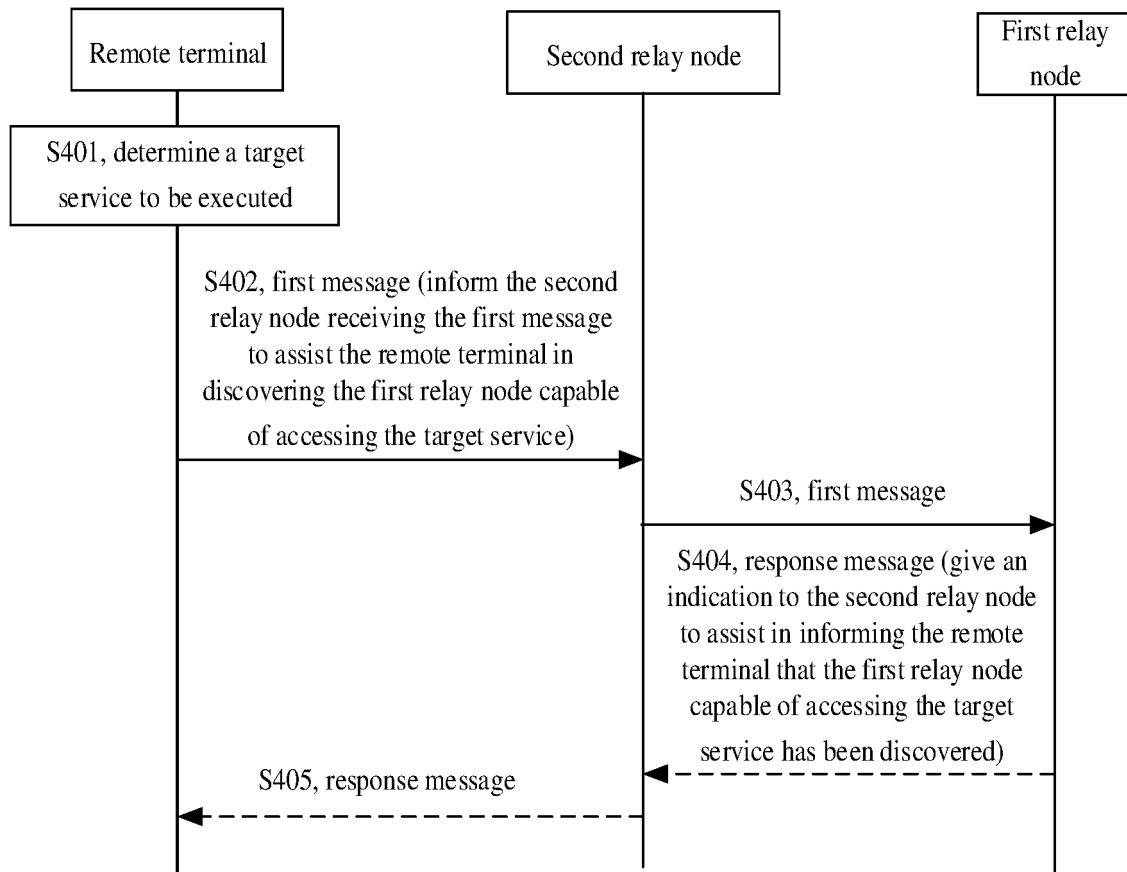 Remote terminal
Second relay node
First relay
node
S401, determine a target
service to be executed
S402, first message (inform the second
relay node receiving the first message
to assist the remote terminal in
discovering the first relay node capable
of accessing the target service)
S403, first message
S404, response message (give an
indication to the second relay node
to assist in informing the remote
terminal that the first relay node
capable of accessing the target
service has been discovered)
S405, response message